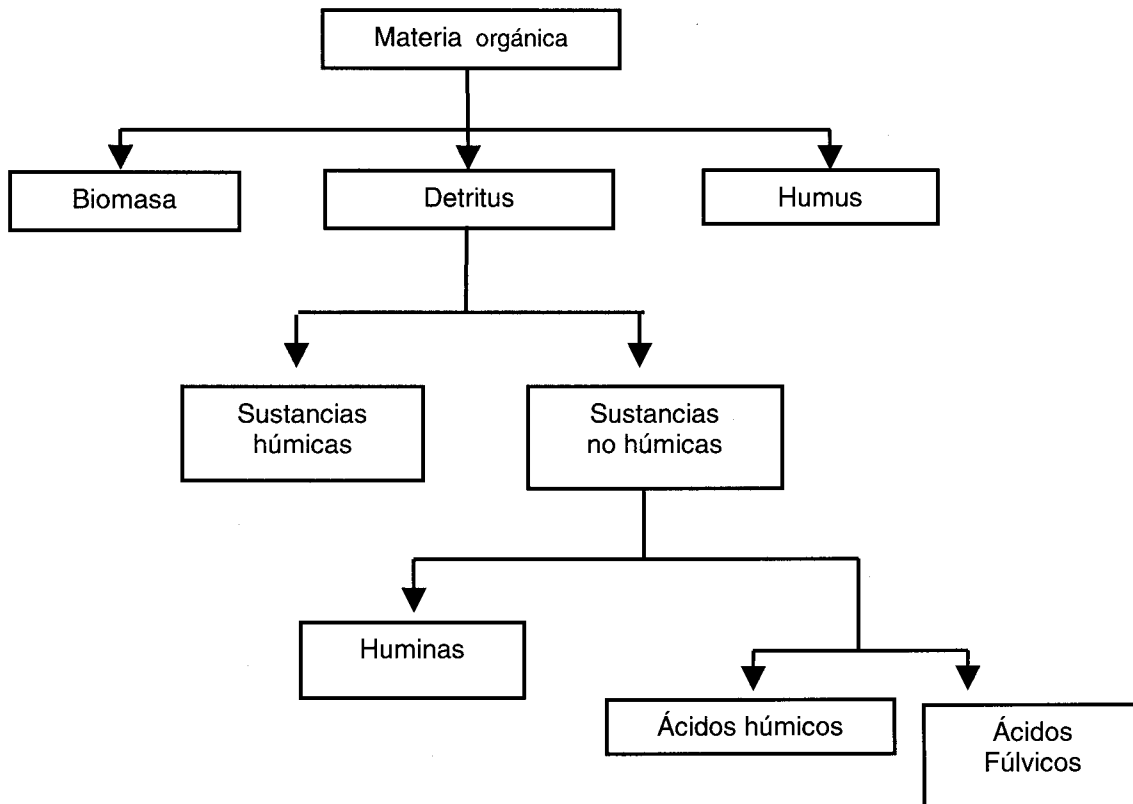 Materia orgánica
Biomasa
Detritus
Humus
Sustancias
húmicas
Sustancias
no húmicas
Huminas
Ácidos húmicos
Ácidos
Fúlvicos